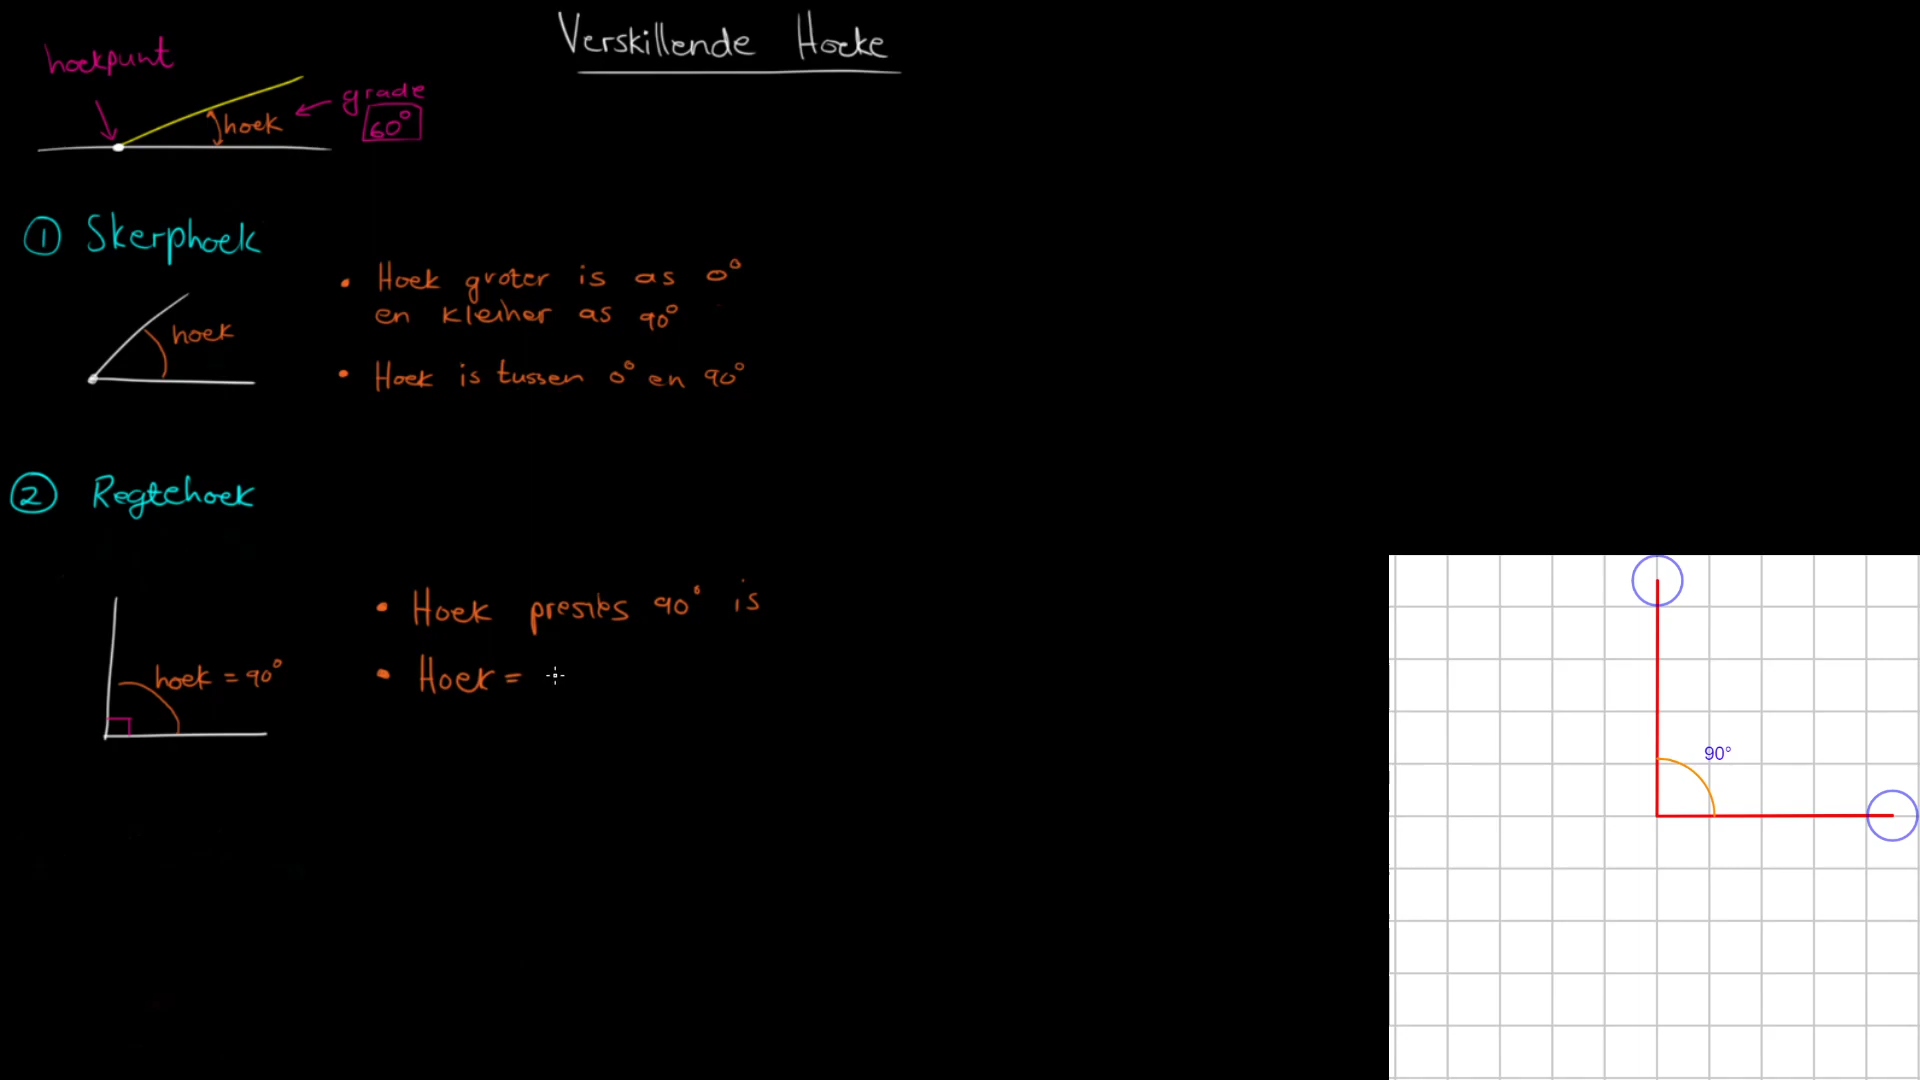 Verskillende Hoeke
hoekpunt
grade
60°
hoek
① Skerphoek
hoek
• Hoek groter is as 0°
en kleiner as 90°
• Hoek is tussen 0° en 90°
② Regtehoek
hoek = 90°
• Hoek presies 90° is
• Hoek =
90°